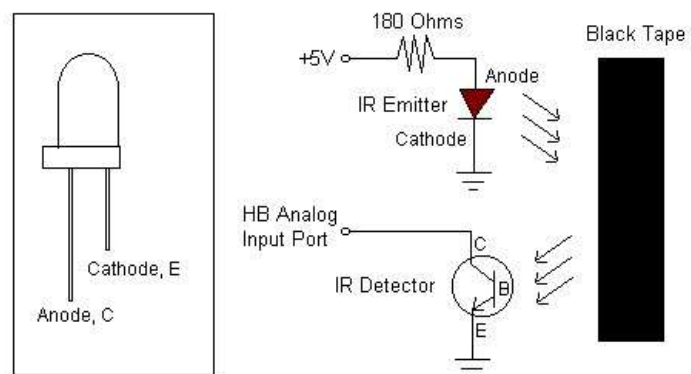 Cathode, E
Anode, C
180 Ohms
+5V
Anode
IR Emitter
Cathode
Black Tape
HB Analog
Input Port
C
IR Detector
B
E